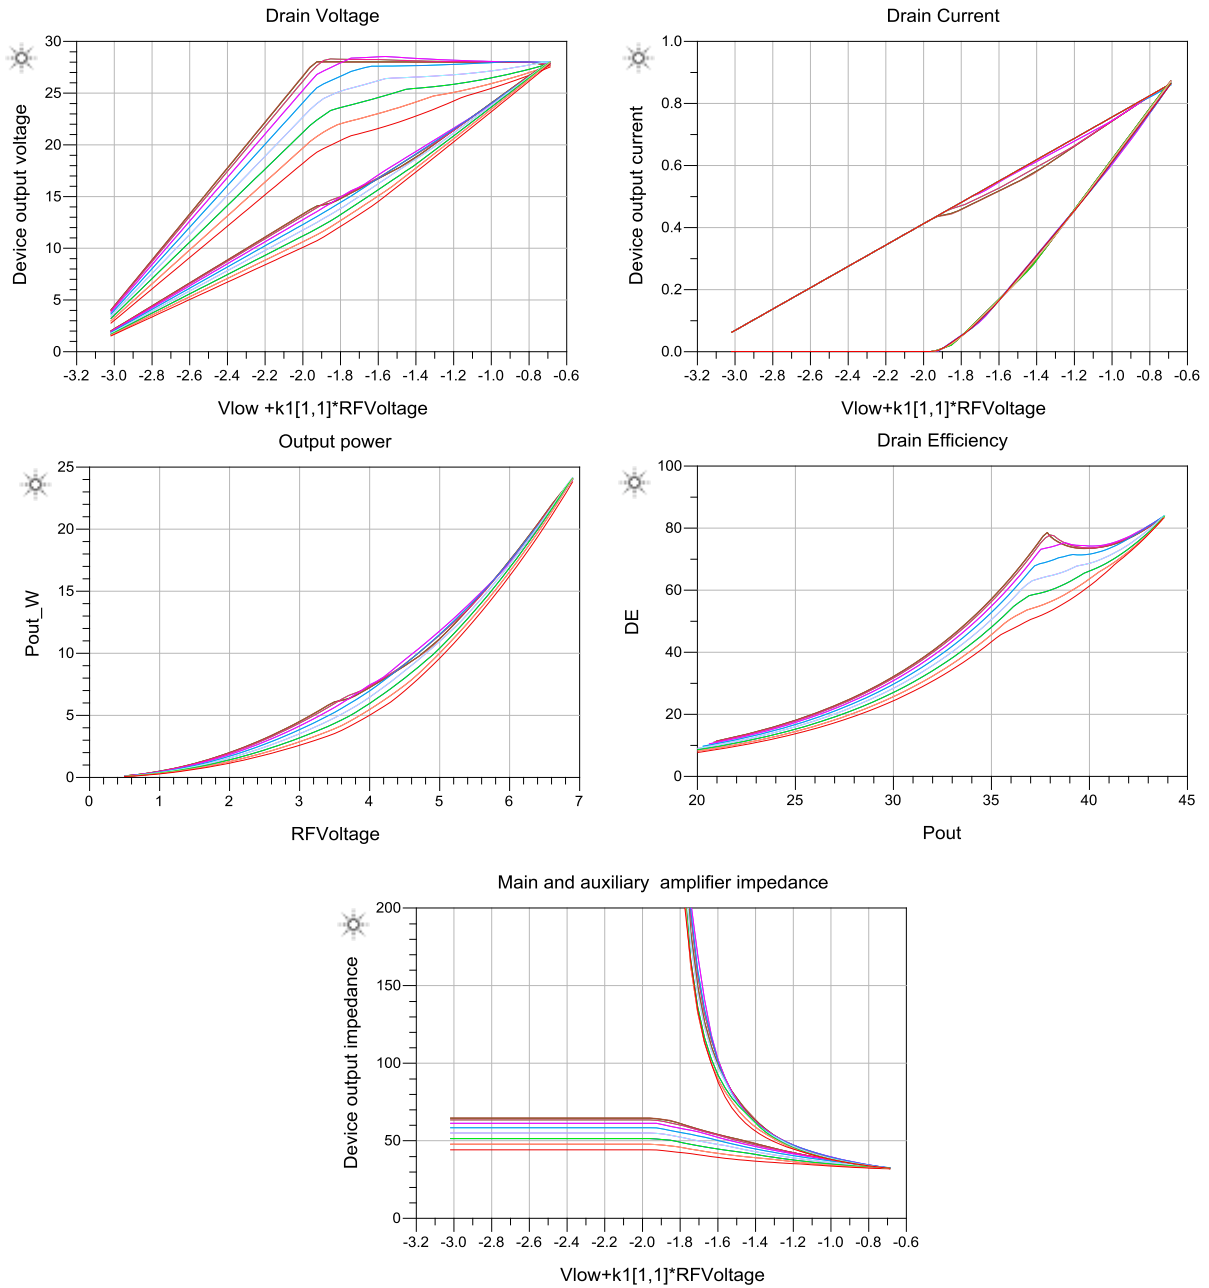 Drain Voltage
Device output voltage
30
25
20
15
10
5
0
-3.2 -3.0 -2.8 -2.6 -2.4 -2.2 -2.0 -1.8 -1.6 -1.4 -1.2 -1.0 -0.8 -0.6
Vlow +k1[1,1]*RFVoltage
Drain Current
Device output current
1.0
0.8
0.6
0.4
0.2
0.0
-3.2 -3.0 -2.8 -2.6 -2.4 -2.2 -2.0 -1.8 -1.6 -1.4 -1.2 -1.0 -0.8 -0.6
Vlow+k1[1,1]*RFVoltage
Output power
Pout_W
25
20
15
10
5
0
0 1 2 3 4 5 6 7
RFVoltage
Drain Efficiency
DE
100
80
60
40
20
0
20 25 30 35 40 45
Pout
Main and auxiliary amplifier impedance
Device output impedance
200
150
100
50
0
-3.2 -3.0 -2.8 -2.6 -2.4 -2.2 -2.0 -1.8 -1.6 -1.4 -1.2 -1.0 -0.8 -0.6
Vlow+k1[1,1]*RFVoltage